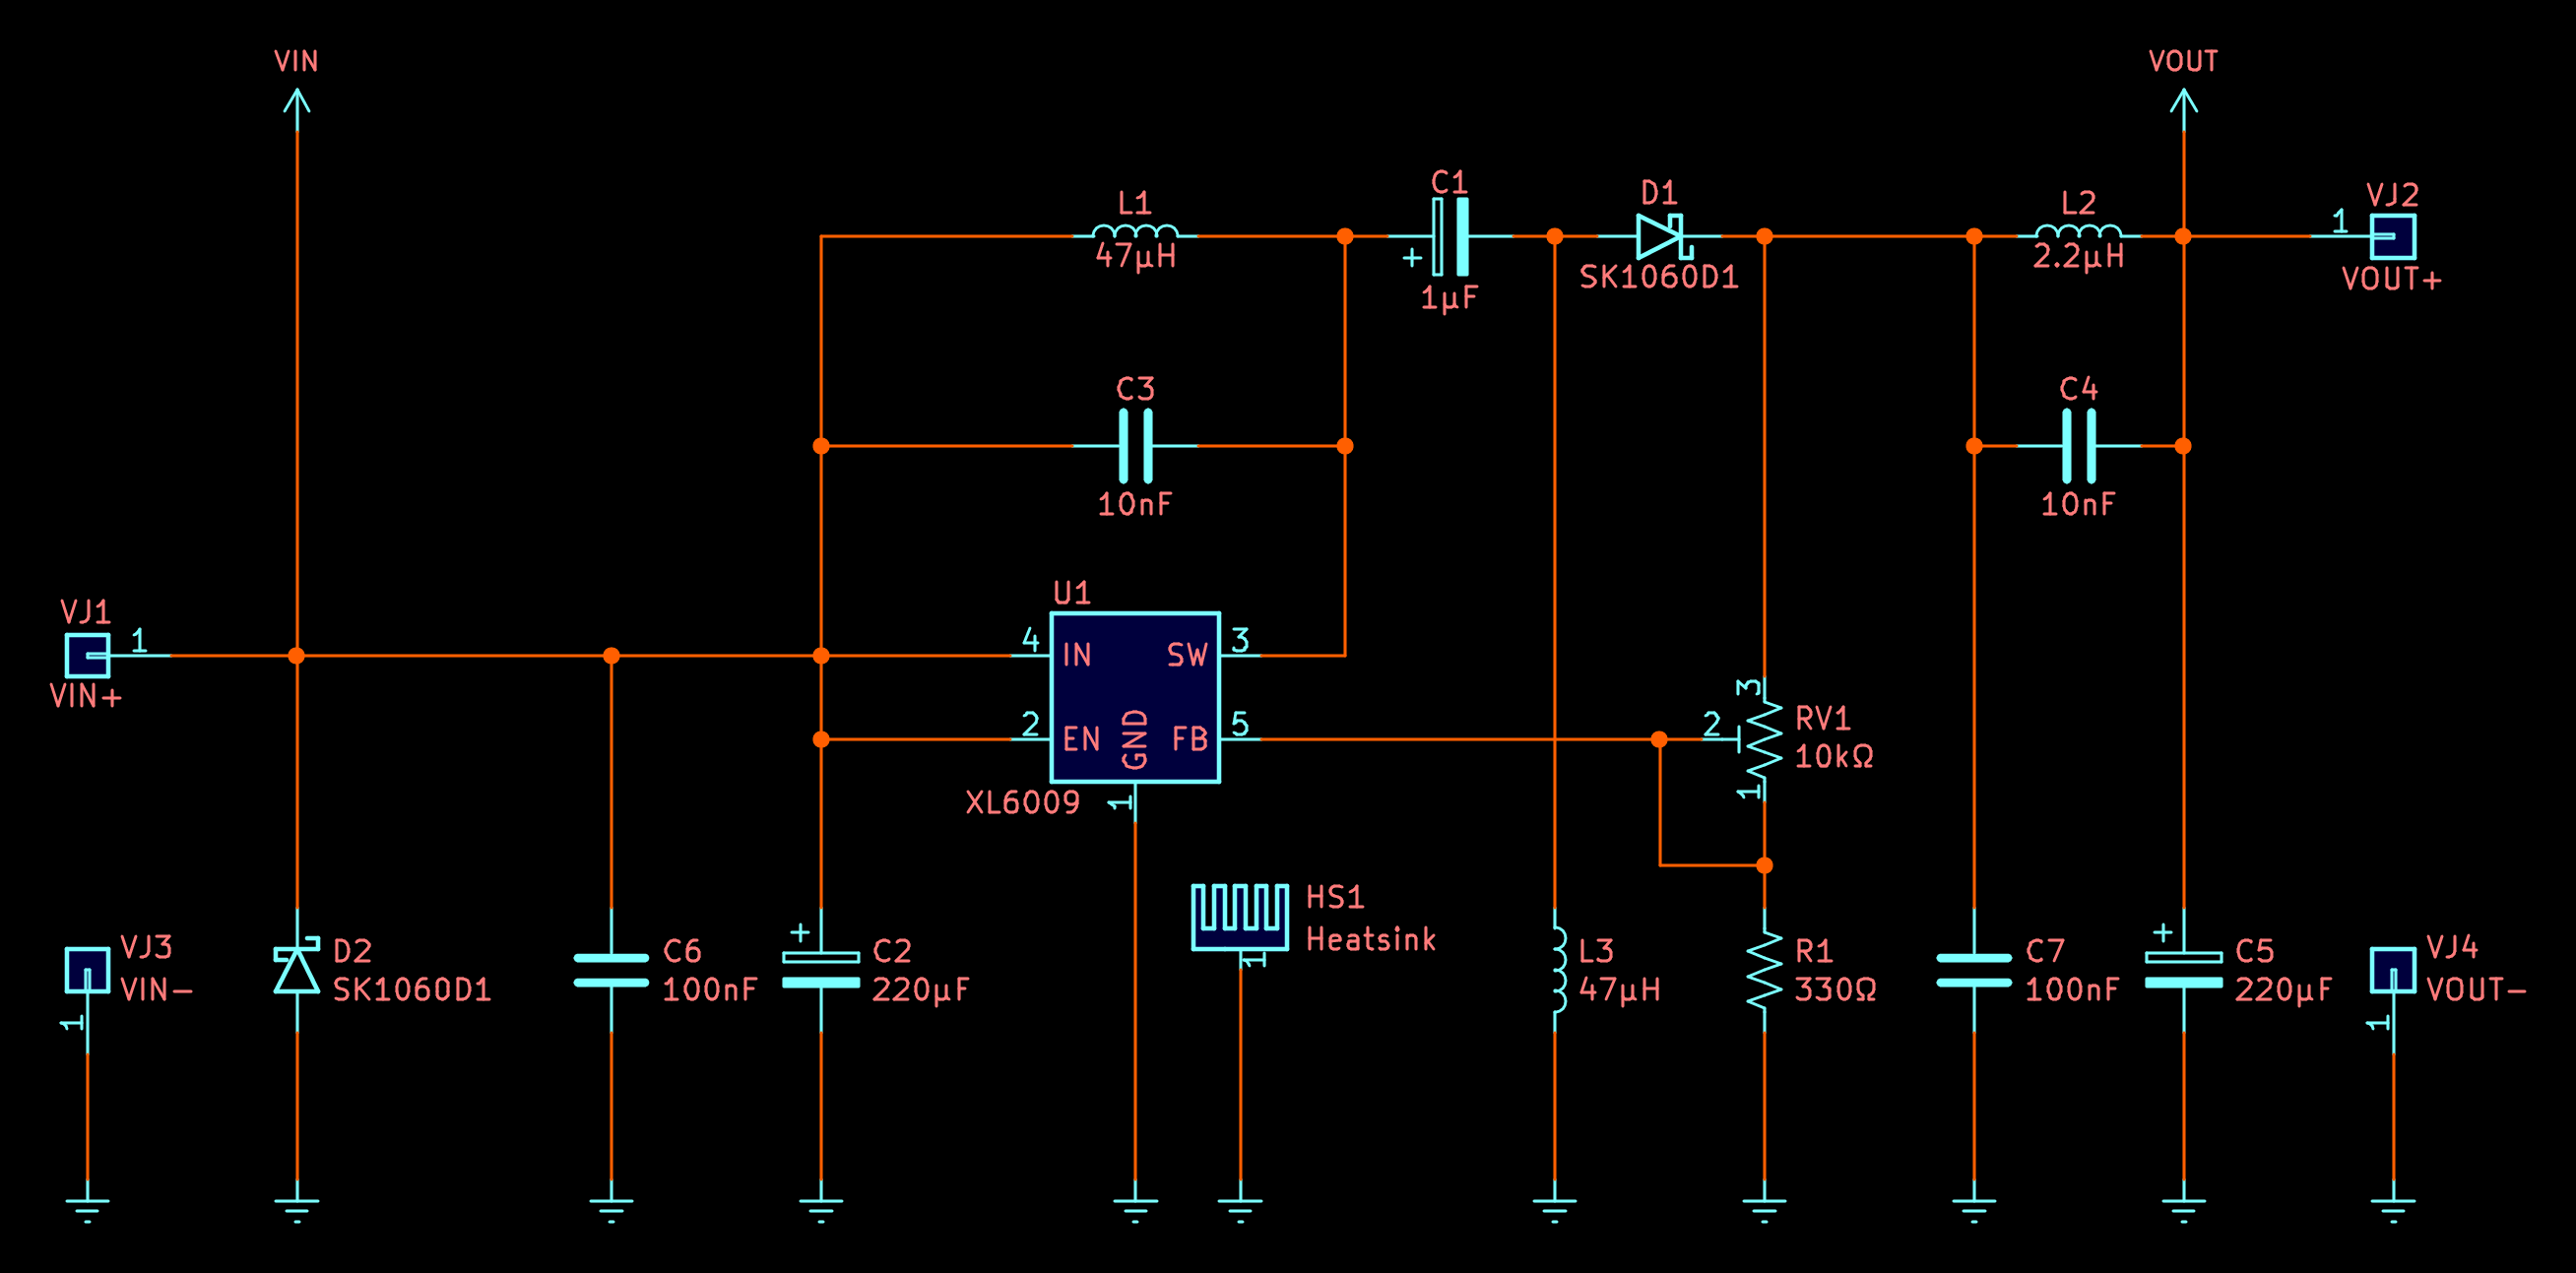 VIN
VOUT
L1
47µH
C1
+
1µF
D1
SK1060D1
L2
2.2µH
1
VJ2
VOUT+
C3
10nF
C4
10nF
VJ1
1
VIN+
U1
4
IN
SW
3
2
EN
GND
FB
5
XL6009
1
2
3
RV1
10kΩ
1
VJ3
VIN-
1
D2
SK1060D1
C6
100nF
+
C2
220µF
HS1
Heatsink
1
L3
47µH
R1
330Ω
C7
100nF
+
C5
220µF
VJ4
VOUT-
1